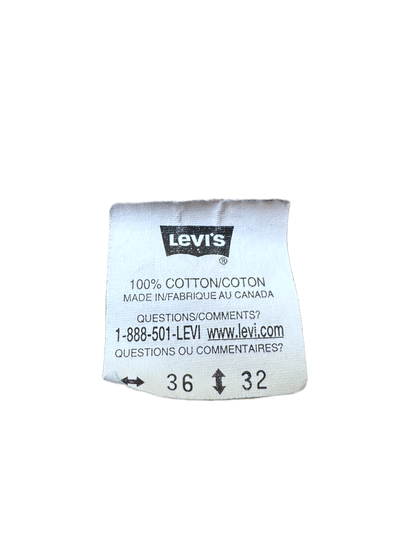 Levi's
®
100% COTTON/COTON
MADE IN/FABRIQUE AU CANADA
QUESTIONS/COMMENTS?
1-888-501-LEVI www.levi.com
QUESTIONS OU COMMENTAIRES?
↔ 36 ↕ 32